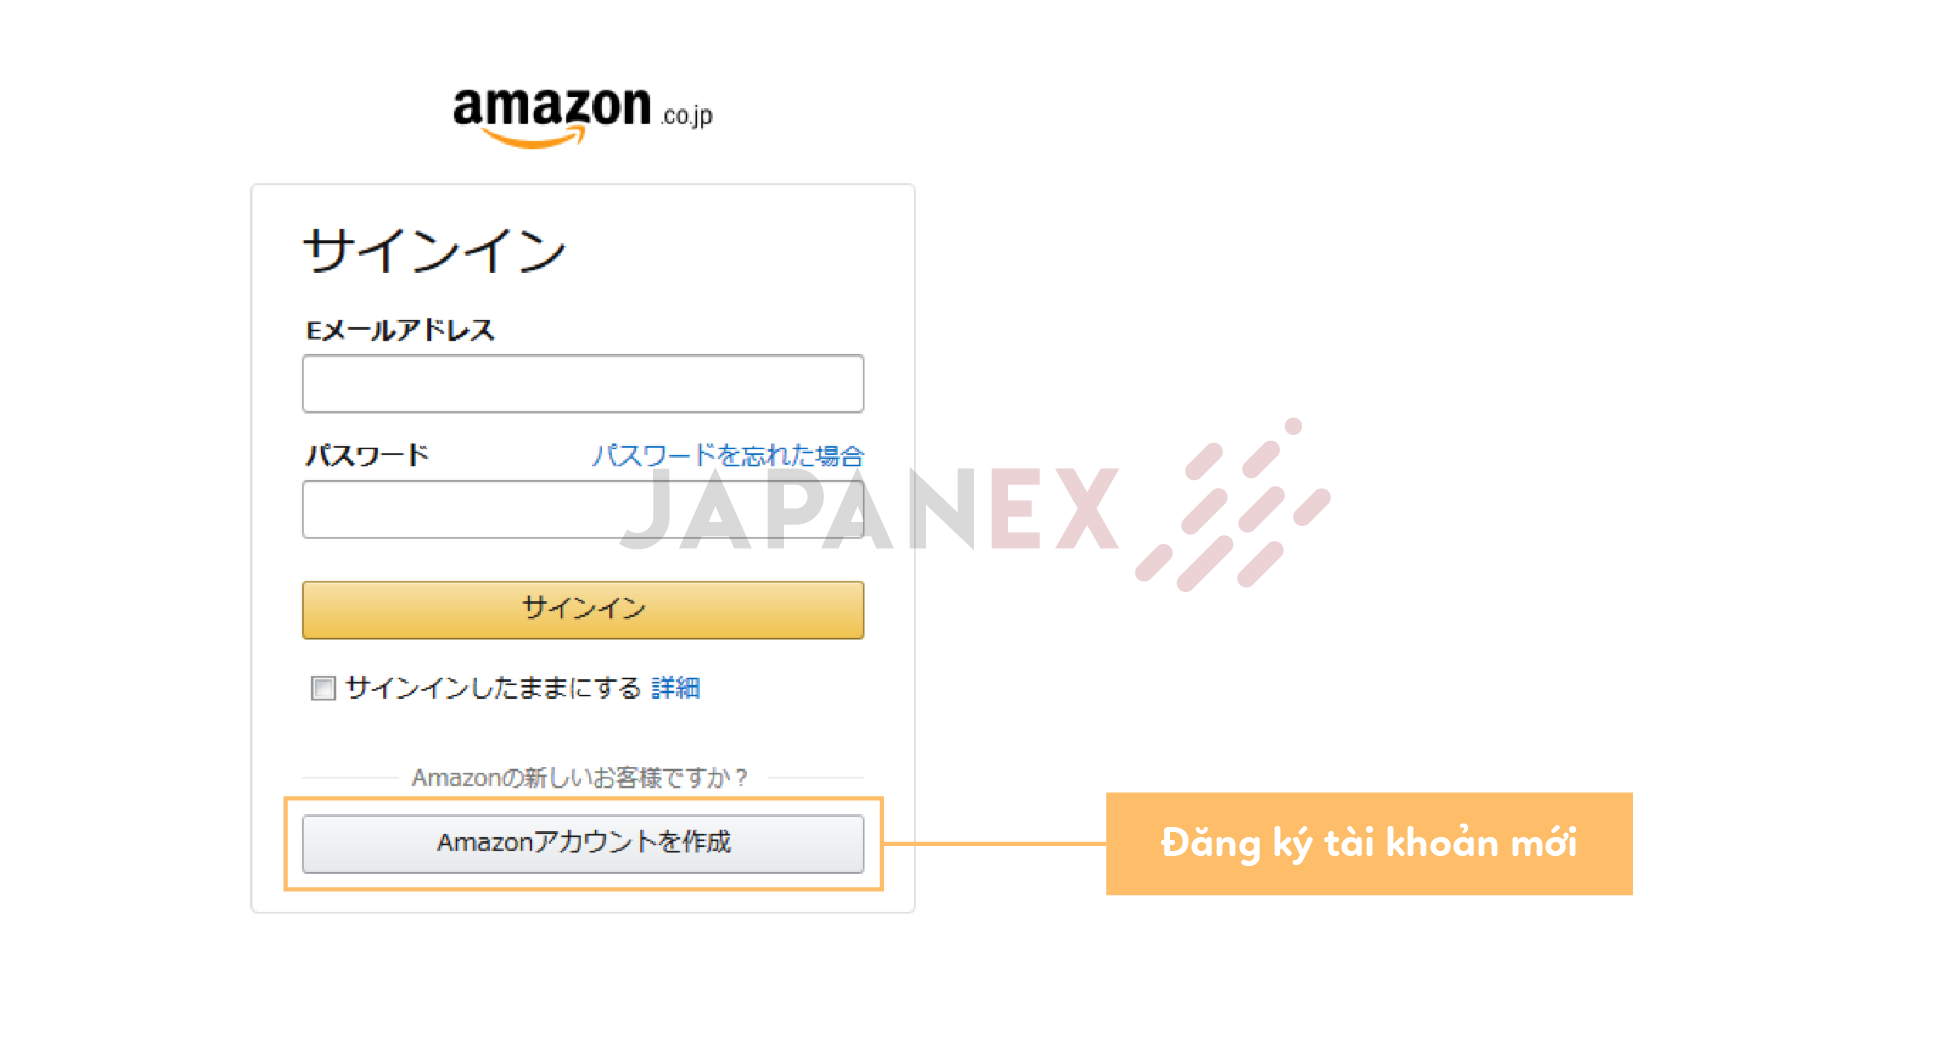 amazon.co.jp
サインイン
Eメールアドレス
パスワード パスワードを忘れた場合
JAPANEX
サインイン
サインインしたままにする 詳細
Amazonの新しいお客様ですか？
Amazonアカウントを作成
Đăng ký tài khoản mới